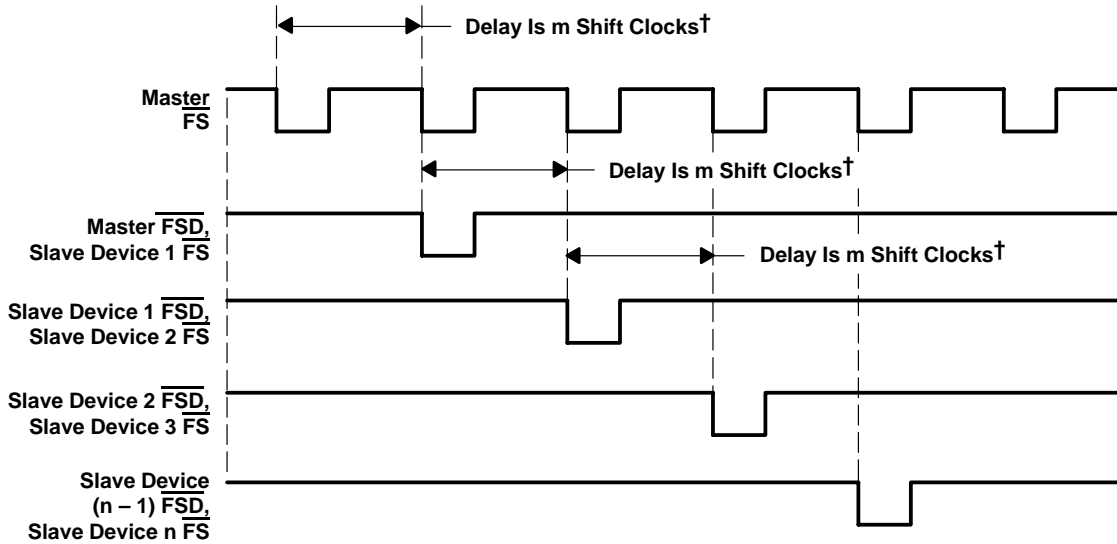 Delay Is m Shift Clocks†
Master
FS
Delay Is m Shift Clocks†
Master FSD,
Slave Device 1 FS
Delay Is m Shift Clocks†
Slave Device 1 FSD,
Slave Device 2 FS
Slave Device 2 FSD,
Slave Device 3 FS
Slave Device
(n – 1) FSD,
Slave Device n FS